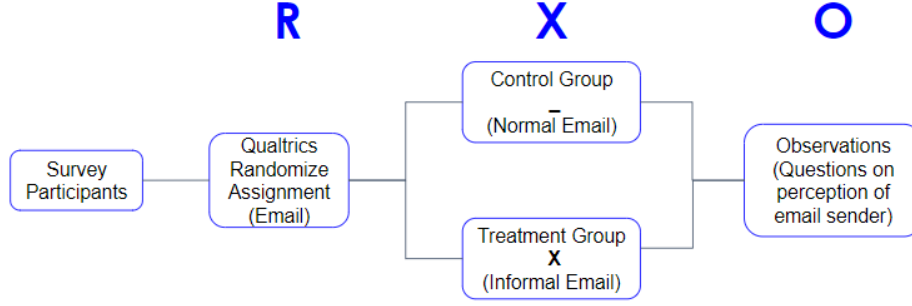 R X O
Survey
Participants
Qualtrics
Randomize
Assignment
(Email)
Control Group
-
(Normal Email)
Treatment Group
X
(Informal Email)
Observations
(Questions on
perception of
email sender)